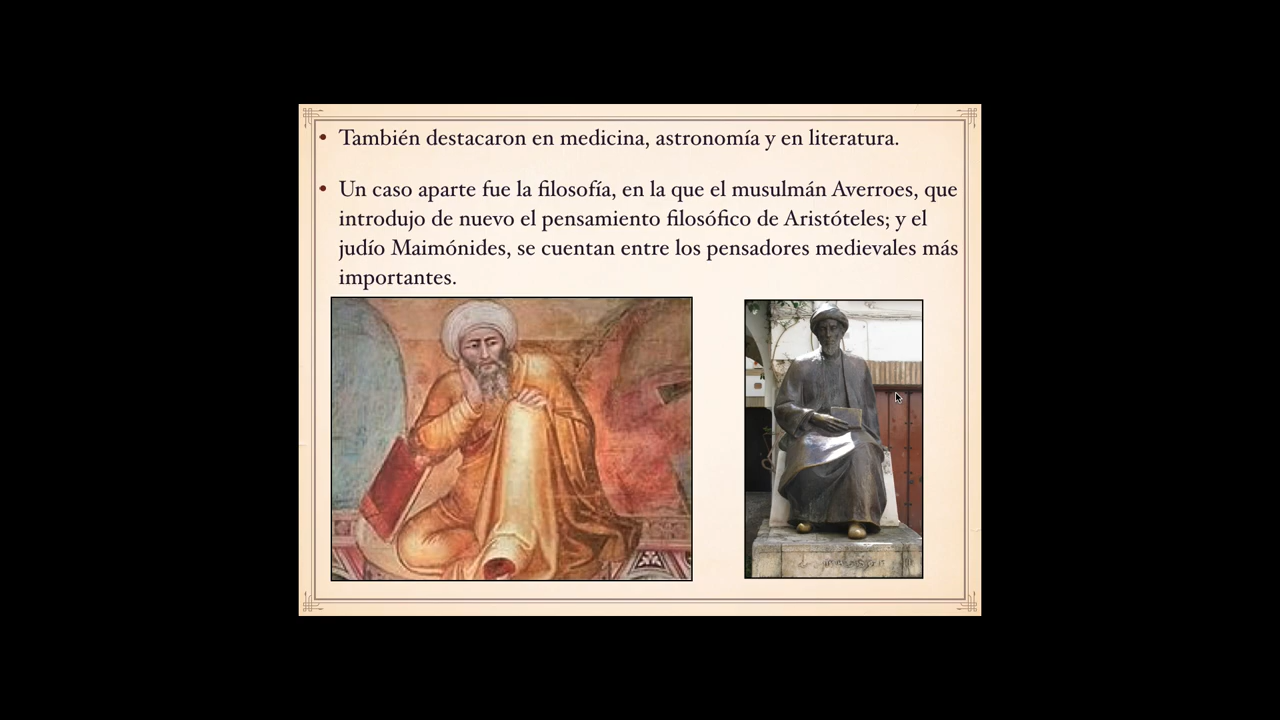 • También destacaron en medicina, astronomía y en literatura.
• Un caso aparte fue la filosofía, en la que el musulmán Averroes, que
introdujo de nuevo el pensamiento filosófico de Aristóteles; y el
judío Maimónides, se cuentan entre los pensadores medievales más
importantes.